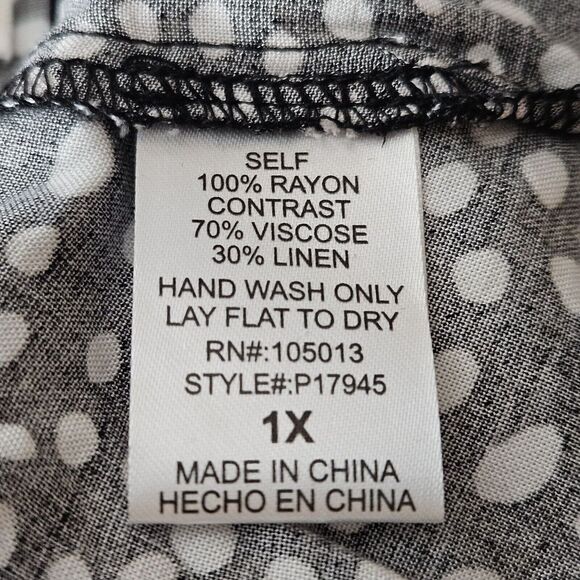 SELF
100% RAYON
CONTRAST
70% VISCOSE
30% LINEN
HAND WASH ONLY
LAY FLAT TO DRY
RN#:105013
STYLE#:P17945
1X
MADE IN CHINA
HECHO EN CHINA